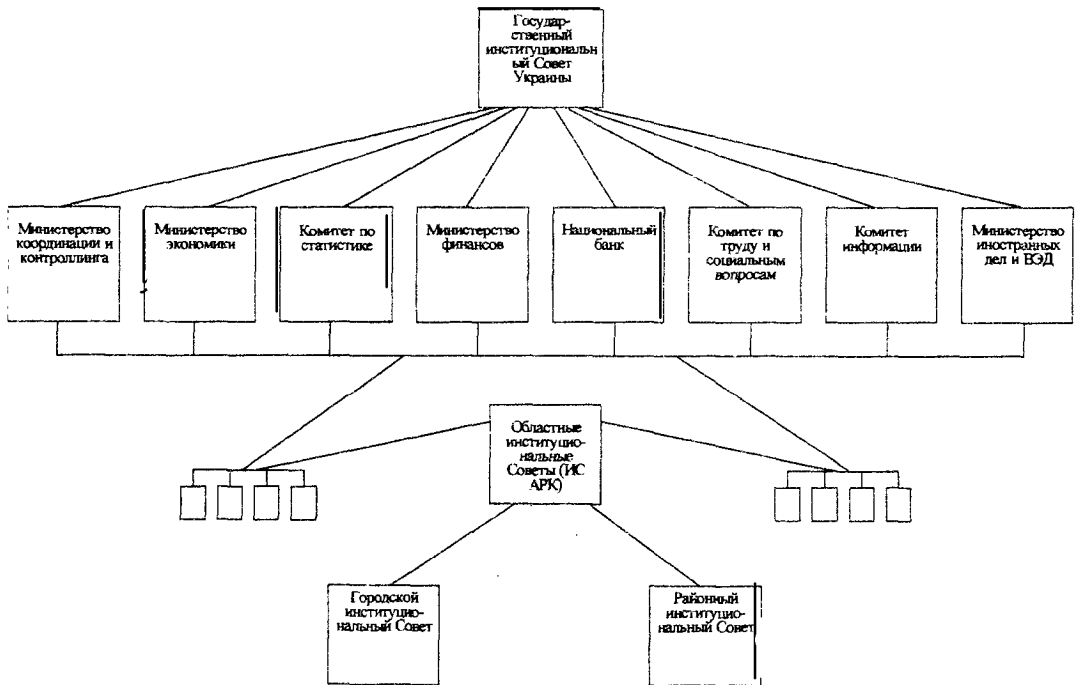 Государ-
ственный
институциональн
ый Совет
Украины
Министерство
координации и
контроллинга
Министерство
экономики
Комитет по
статистике
Министерство
финансов
Национальный
банк
Комитет по
труду и
социальным
вопросам
Комитет
информации
Министерство
иностранных
дел и ВЭД
Областные
институцио-
нальные
Советы (ИС
АРК)
Городской
институцио-
нальный Совет
Районный
институцио-
нальный Совет